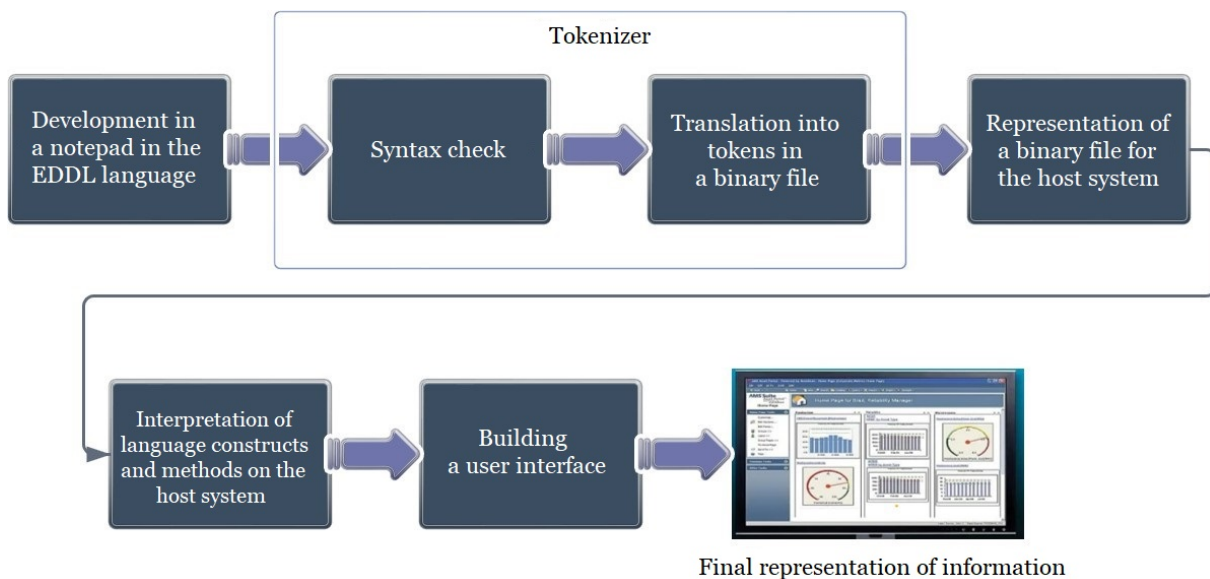 Tokenizer
Development in
a notepad in the
EDDL language
Syntax check
Translation into
tokens in
a binary file
Representation of
a binary file for
the host system
Interpretation of
language constructs
and methods on the
host system
Building
a user interface
Final representation of information